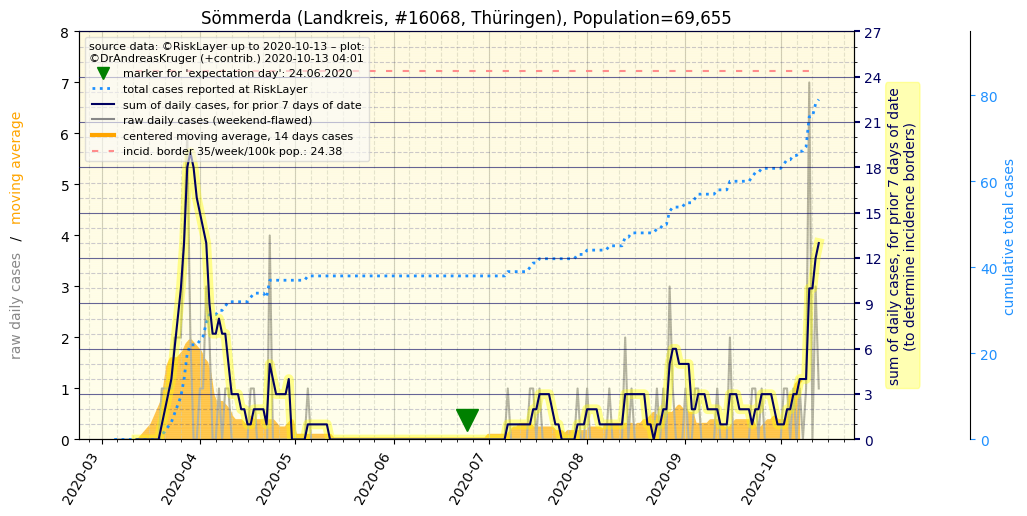 Sömmerda (Landkreis, #16068, Thüringen), Population=69,655
source data: ©RiskLayer up to 2020-10-13 – plot:
©DrAndreasKruger (+contrib.) 2020-10-13 04:01
marker for 'expectation day': 24.06.2020
total cases reported at RiskLayer
sum of daily cases, for prior 7 days of date
raw daily cases (weekend-flawed)
centered moving average, 14 days cases
incid. border 35/week/100k pop.: 24.38
raw daily cases / moving average
8
7
6
5
4
3
2
1
0
27
24
21
18
15
12
9
6
3
0
sum of daily cases, for prior 7 days of date
(to determine incidence borders)
80
60
40
20
0
cumulative total cases
2020-03
2020-04
2020-05
2020-06
2020-07
2020-08
2020-09
2020-10